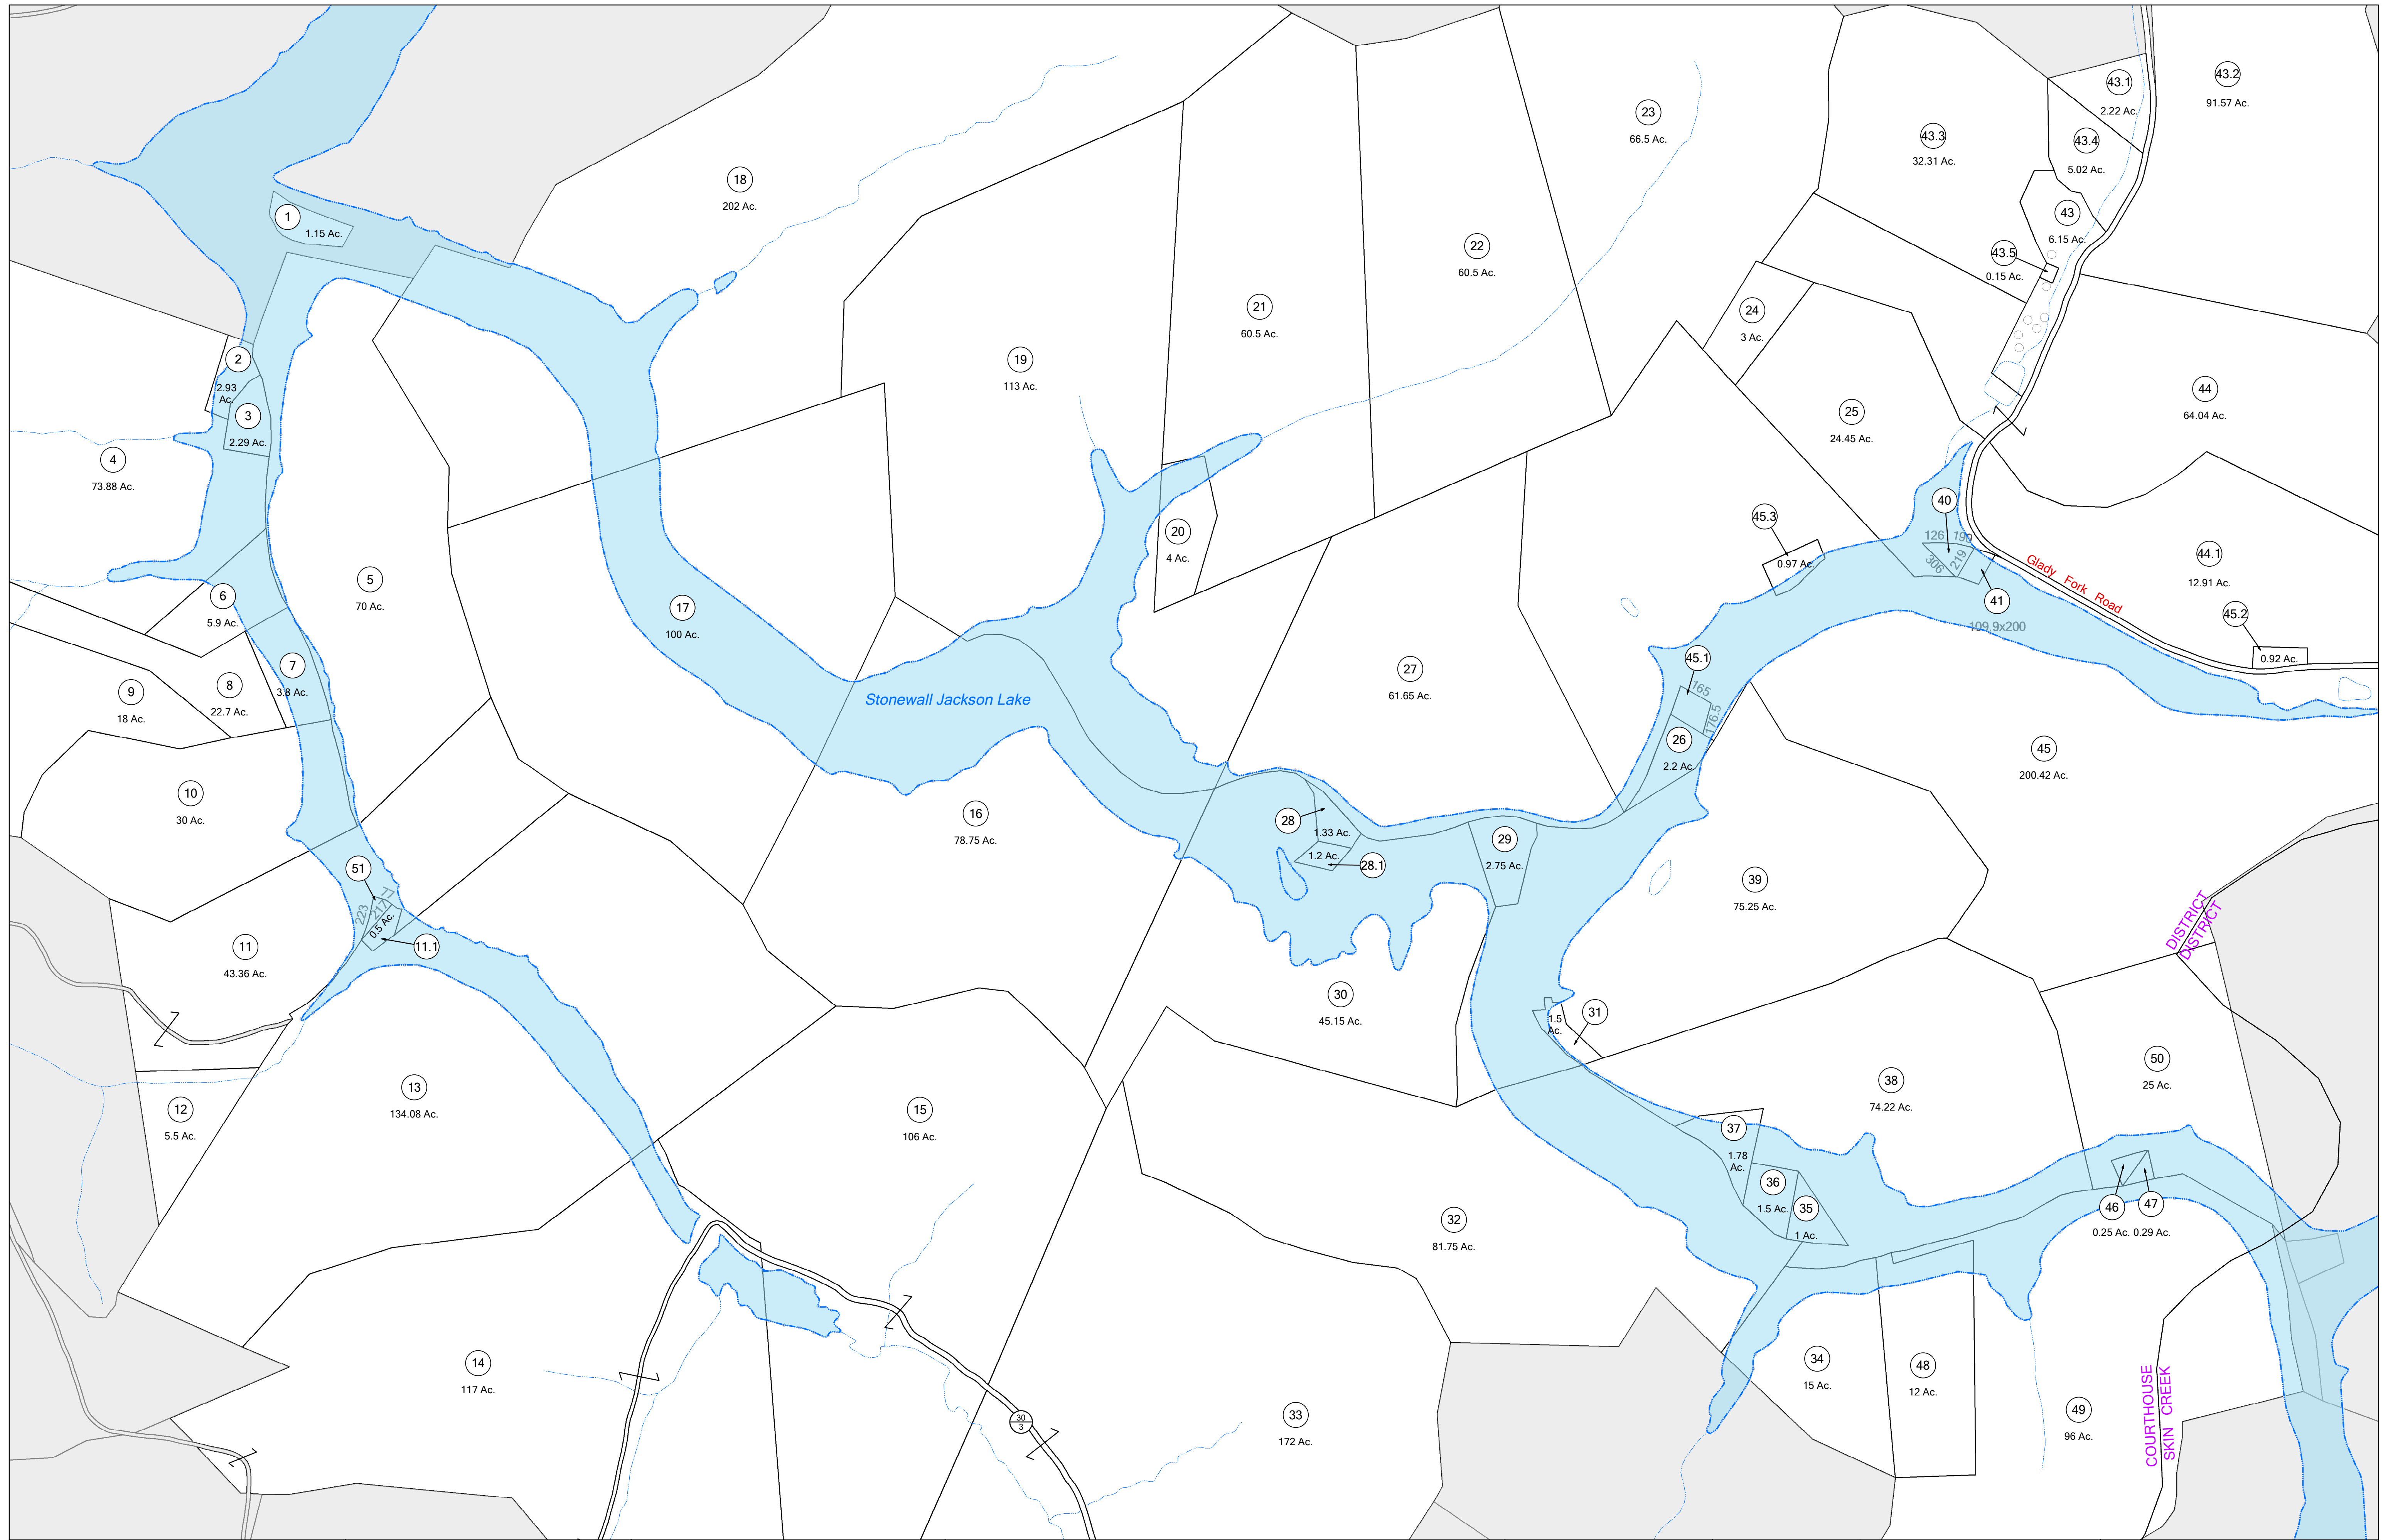 43.2
91.57 Ac.
43.1
2.22 Ac.
23
66.5 Ac.
43.3
32.31 Ac.
43.4
5.02 Ac.
18
202 Ac.
1
1.15 Ac.
43
6.15 Ac.
22
60.5 Ac.
43.5
0.15 Ac.
21
60.5 Ac.
24
3 Ac.
2
2.93
Ac.
19
113 Ac.
44
64.04 Ac.
3
2.29 Ac.
25
24.45 Ac.
4
73.88 Ac.
40
45.3
0.97 Ac.
126
190
306
219
20
4 Ac.
44.1
12.91 Ac.
Glady Fork Road
5
70 Ac.
6
5.9 Ac.
17
100 Ac.
41
109.9x200
45.2
0.92 Ac.
7
3.8 Ac.
27
61.65 Ac.
45.1
165
176.5
8
22.7 Ac.
9
18 Ac.
Stonewall Jackson Lake
26
2.2 Ac.
45
200.42 Ac.
10
30 Ac.
16
78.75 Ac.
28
1.33 Ac.
1.2 Ac.
28.1
29
2.75 Ac.
51
77
223
217
0.5 Ac.
11.1
39
75.25 Ac.
DISTRICT
DISTRICT
11
43.36 Ac.
30
45.15 Ac.
1.5
Ac.
31
50
25 Ac.
13
134.08 Ac.
12
5.5 Ac.
15
106 Ac.
38
74.22 Ac.
37
1.78
Ac.
36
1.5 Ac.
35
1 Ac.
46
47
0.25 Ac.
0.29 Ac.
32
81.75 Ac.
14
117 Ac.
34
15 Ac.
48
12 Ac.
33
172 Ac.
30
3
49
96 Ac.
COURTHOUSE
SKIN CREEK